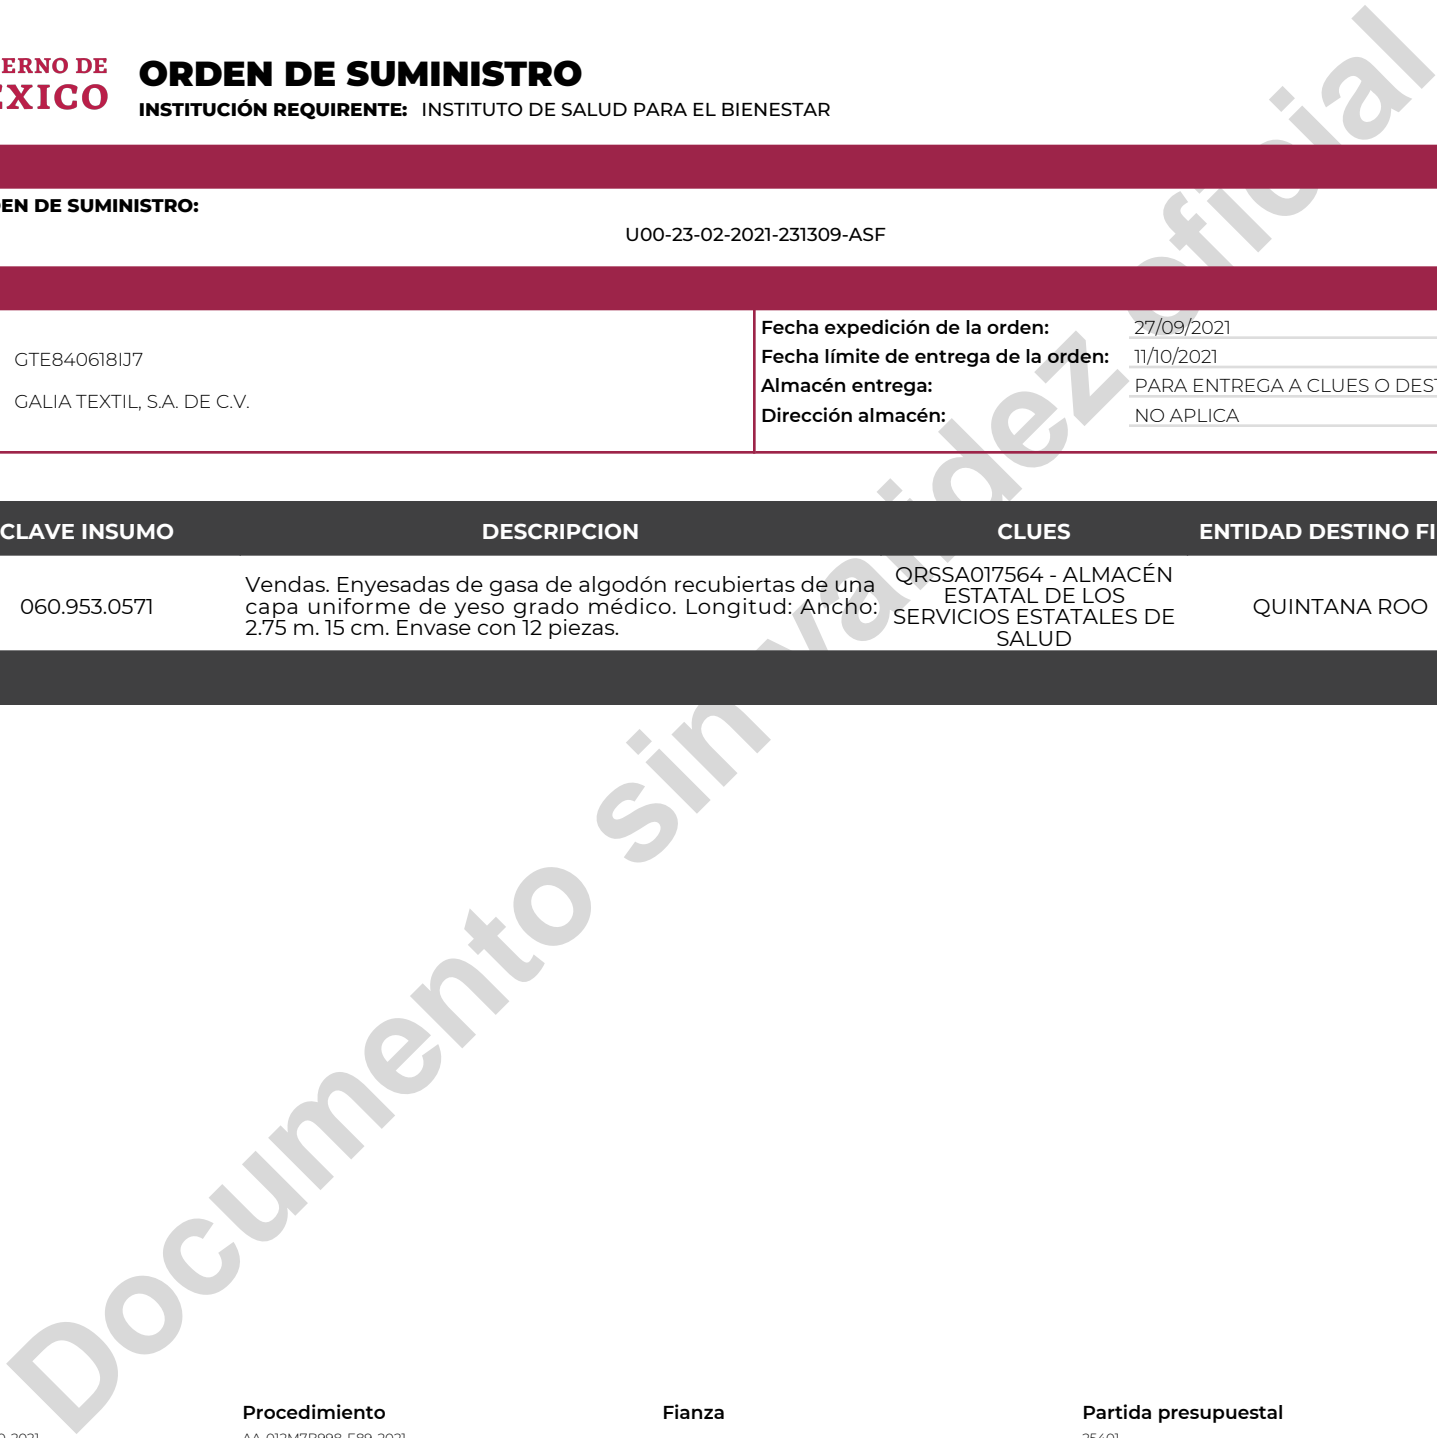 ERNO DE
EXICO
ORDEN DE SUMINISTRO
INSTITUCIÓN REQUIRENTE: INSTITUTO DE SALUD PARA EL BIENESTAR
EN DE SUMINISTRO:
U00-23-02-2021-231309-ASF
GTE840618IJ7
GALIA TEXTIL, S.A. DE C.V.
Fecha expedición de la orden: 27/09/2021
Fecha límite de entrega de la orden: 11/10/2021
Almacén entrega: PARA ENTREGA A CLUES O DEST
Dirección almacén: NO APLICA
CLAVE INSUMO DESCRIPCION CLUES ENTIDAD DESTINO FI
060.953.0571
Vendas. Enyesadas de gasa de algodón recubiertas de una
capa uniforme de yeso grado médico. Longitud: Ancho:
2.75 m. 15 cm. Envase con 12 piezas.
QRSSA017564 - ALMACÉN
ESTATAL DE LOS
SERVICIOS ESTATALES DE
SALUD
QUINTANA ROO
Documento sin validez oficial
Procedimiento Fianza Partida presupuestal